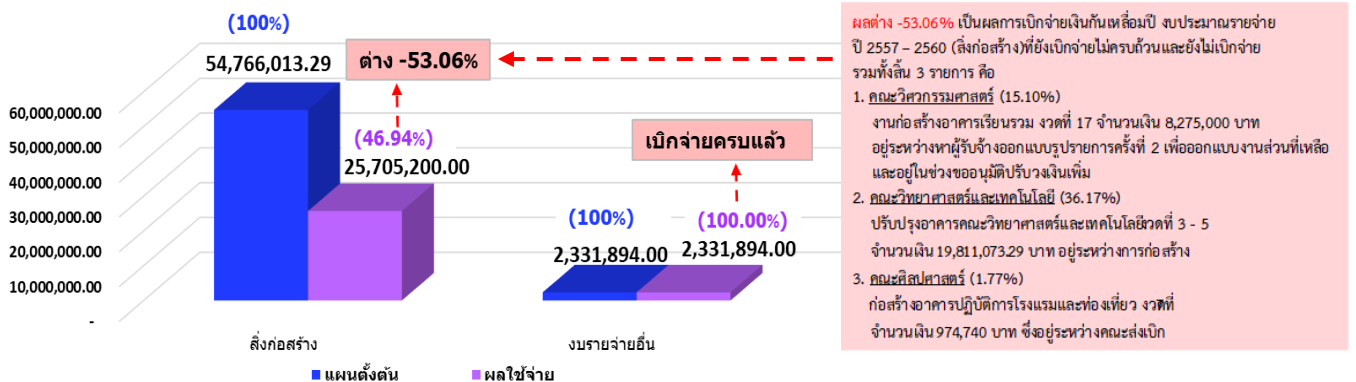 (100%)
54,766,013.29
ต่าง -53.06%
60,000,000.00
50,000,000.00
40,000,000.00
30,000,000.00
20,000,000.00
10,000,000.00
-
(46.94%)
25,705,200.00
เบิกจ่ายครบแล้ว
(100%)
2,331,894.00
(100.00%)
2,331,894.00
สิ่งก่อสร้าง
งบรายจ่ายอื่น
แผนตั้งต้น
ผลใช้จ่าย
ผลต่าง -53.06% เป็นผลการเบิกจ่ายเงินกันเหลื่อมปี งบประมาณรายจ่าย
ปี 2557 – 2560 (สิ่งก่อสร้าง)ที่ยังเบิกจ่ายไม่ครบถ้วนและยังไม่เบิกจ่าย
รวมทั้งสิ้น 3 รายการ คือ
1. คณะวิศวกรรมศาสตร์ (15.10%)
งานก่อสร้างอาคารเรียนรวม งวดที่ 17 จำนวนเงิน 8,275,000 บาท
อยู่ระหว่างหาผู้รับจ้างออกแบบรูปรายการครั้งที่ 2 เพื่อออกแบบงานส่วนที่เหลือ
และอยู่ในช่วงขออนุมัติปรับวงเงินเพิ่ม
2. คณะวิทยาศาสตร์และเทคโนโลยี (36.17%)
ปรับปรุงอาคารคณะวิทยาศาสตร์และเทคโนโลยีงวดที่ 3 - 5
จำนวนเงิน 19,811,073.29 บาท อยู่ระหว่างการก่อสร้าง
3. คณะศิลปศาสตร์ (1.77%)
ก่อสร้างอาคารปฏิบัติการโรงแรมและท่องเที่ยว
จำนวนเงิน 974,740 บาท ซึ่งอยู่ระหว่างคณะส่งเบิก